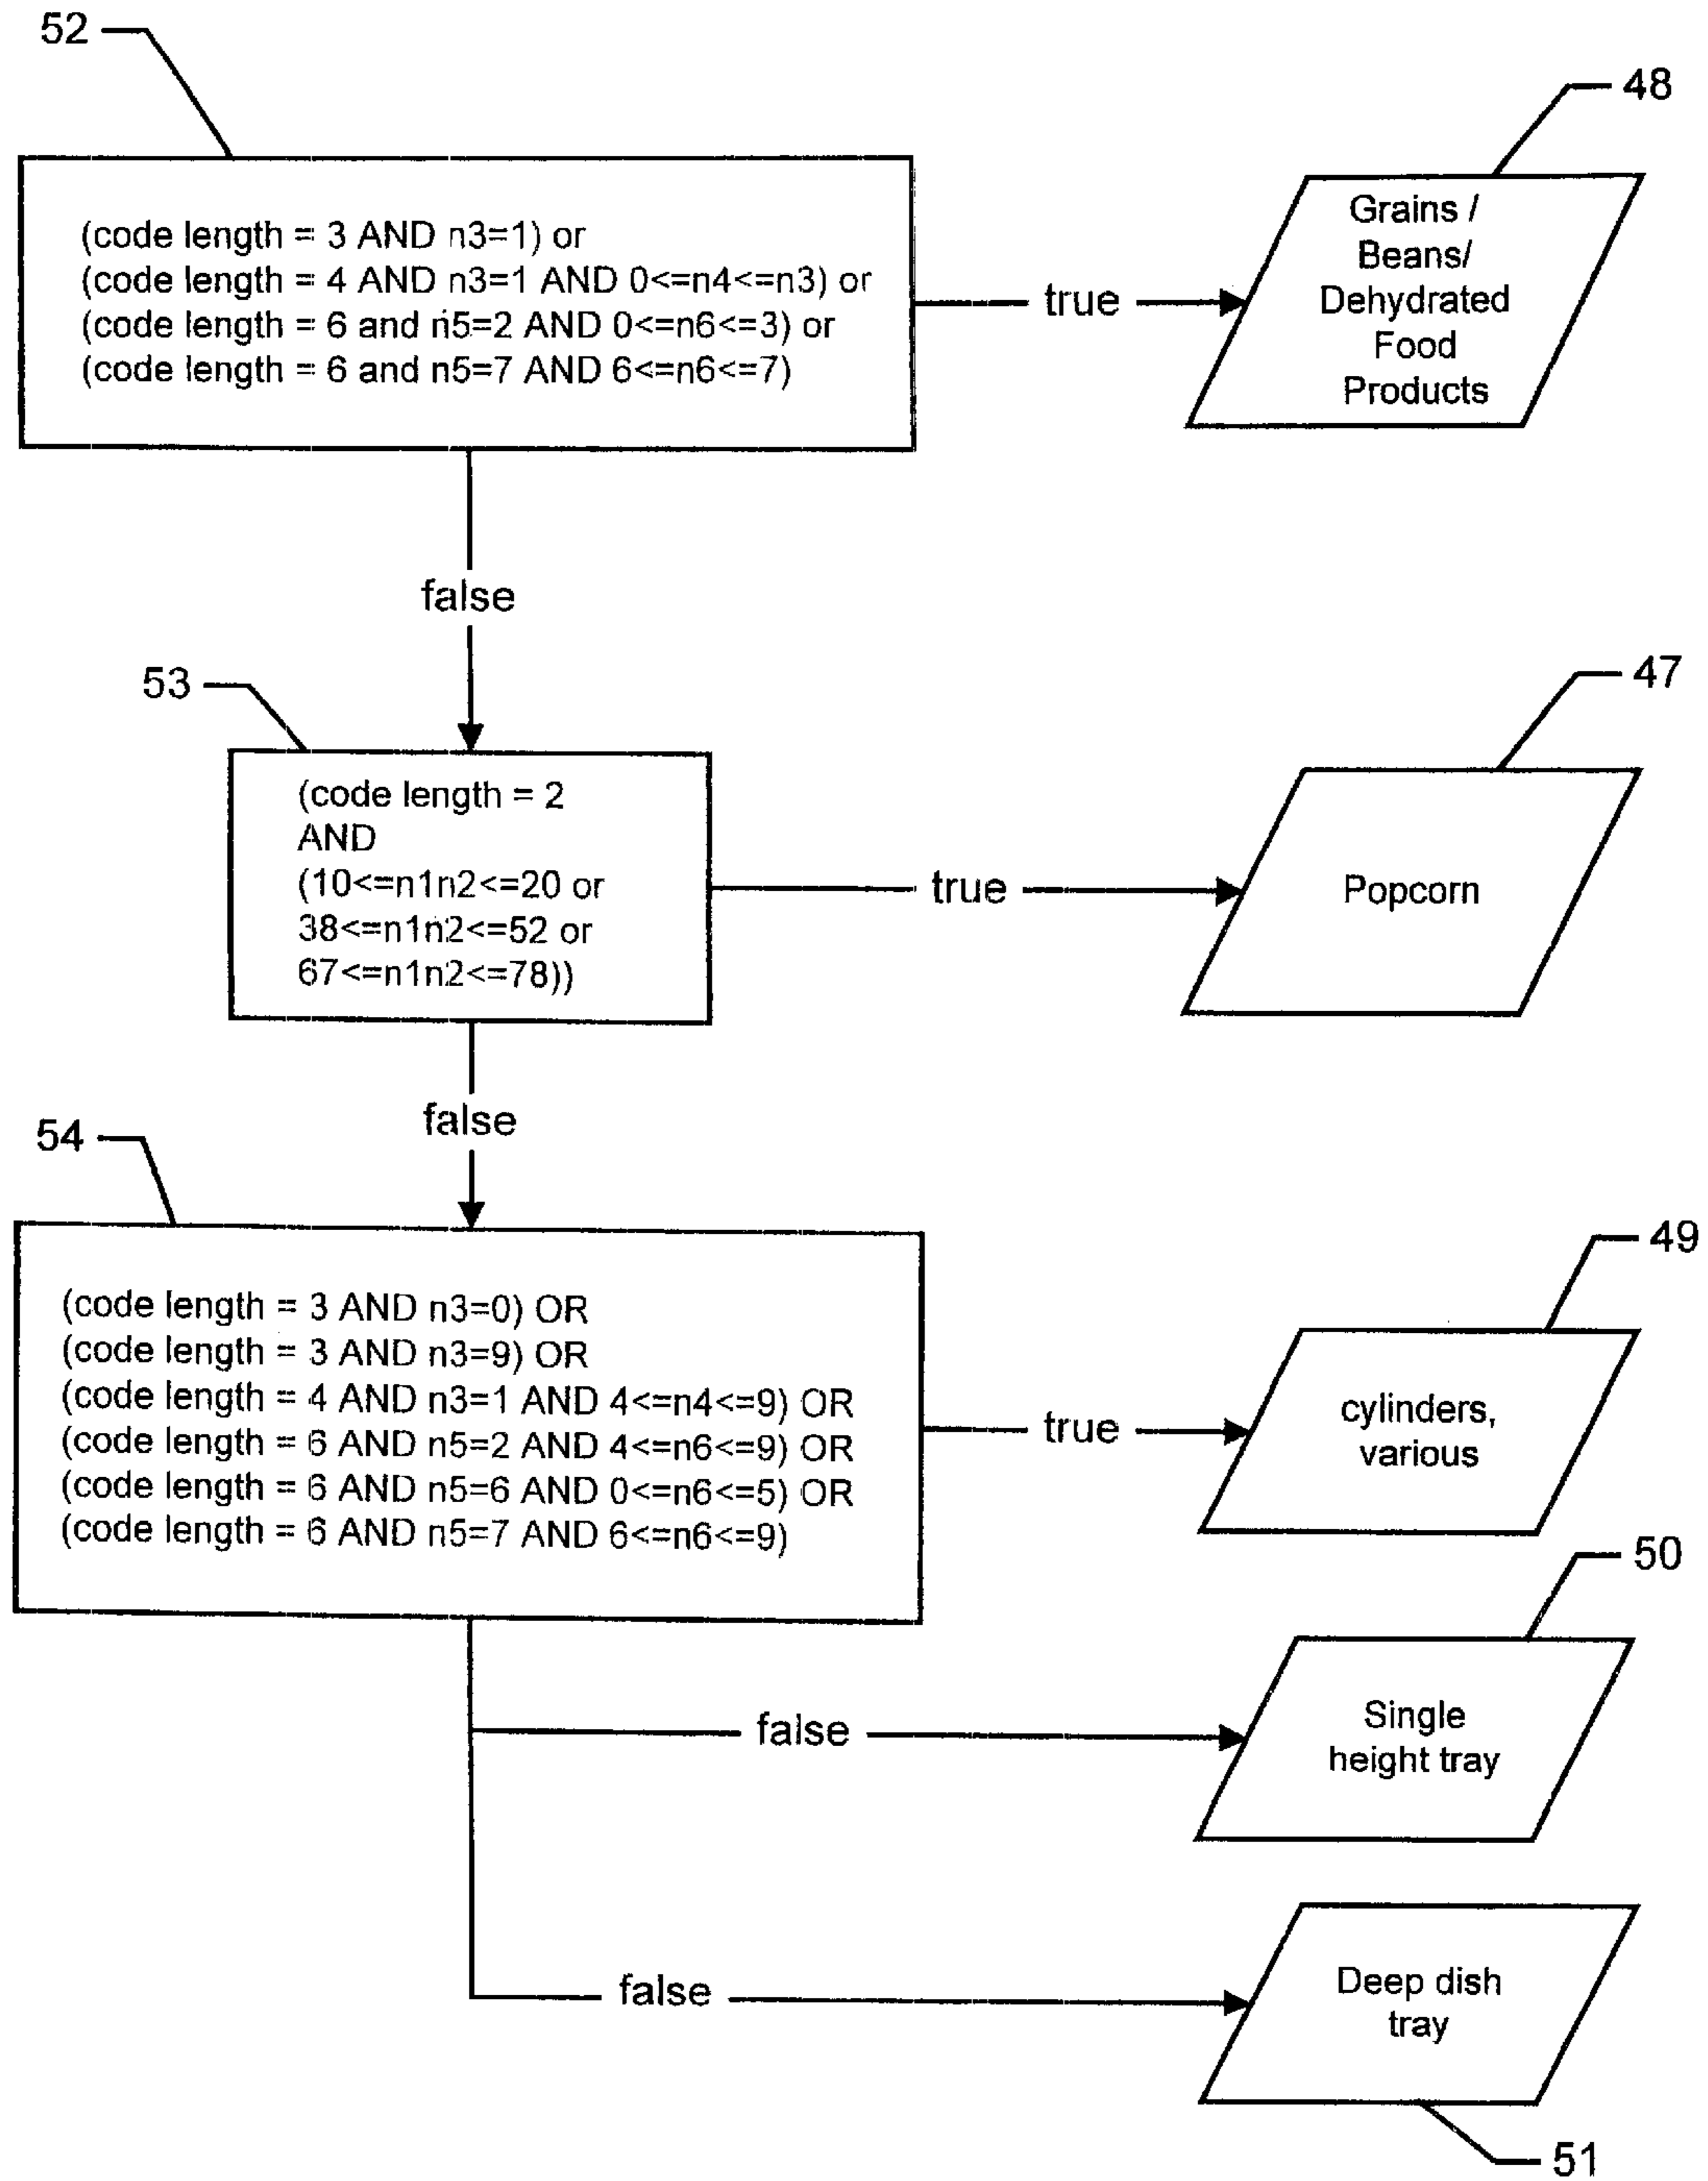 52
48
(code length = 3 AND n3=1) or
(code length = 4 AND n3=1 AND 0<=n4<=n3) or
(code length = 6 and n5=2 AND 0<=n6<=3) or
(code length = 6 and n5=7 AND 6<=n6<=7)
true
Grains /
Beans/
Dehydrated
Food
Products
false
53
47
(code length = 2
AND
(10<=n1n2<=20 or
38<=n1n2<=52 or
67<=n1n2<=78))
true
Popcorn
false
54
49
(code length = 3 AND n3=0) OR
(code length = 3 AND n3=9) OR
(code length = 4 AND n3=1 AND 4<=n4<=9) OR
(code length = 6 AND n5=2 AND 4<=n6<=9) OR
(code length = 6 AND n5=6 AND 0<=n6<=5) OR
(code length = 6 AND n5=7 AND 6<=n6<=9)
true
cylinders,
various
50
false
Single
height tray
false
Deep dish
tray
51